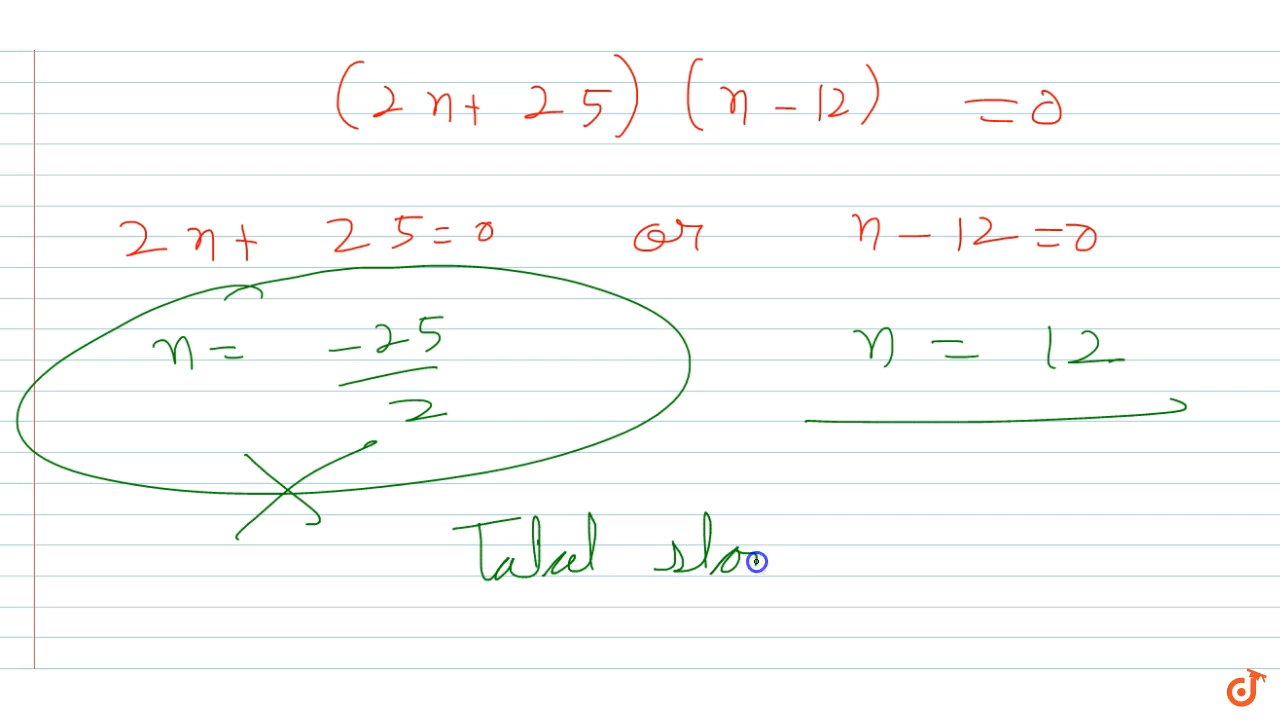 (2n+ 25) (n-12) =0
2n+ 25=0 or n-12=0
n= -25/2 n = 12